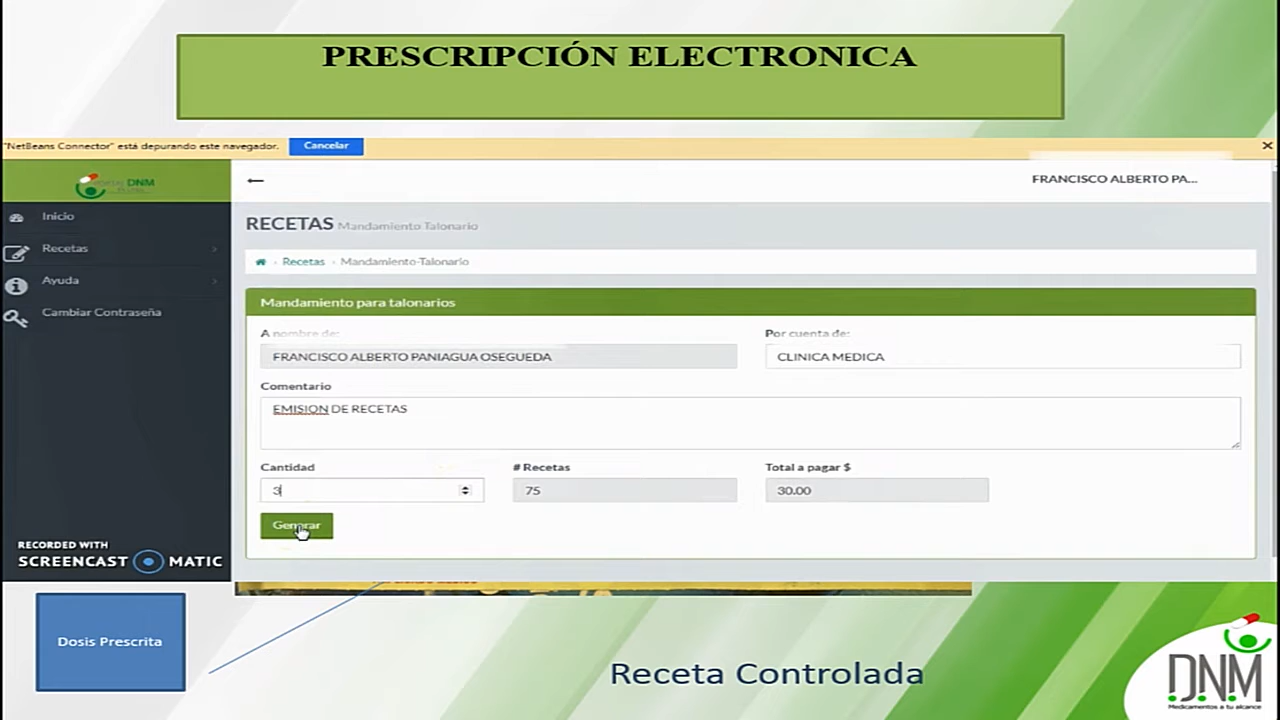 PRESCRIPCIÓN ELECTRONICA
"NetBeans Connector" está depurando este navegador.
Cancelar
DNM
FRANCISCO ALBERTO PA...
Inicio
Recetas
Ayuda
Cambiar Contraseña
RECETAS Mandamiento Talonario
Recetas
Mandamiento-Talonario
Mandamiento para talonarios
A nombre de:
Por cuenta de:
FRANCISCO ALBERTO PANIAGUA OSEGUEDA
CLINICA MEDICA
Comentario
EMISION DE RECETAS
Cantidad
# Recetas
Total a pagar $
3
75
30.00
Generar
RECORDED WITH
SCREENCAST MATIC
Dosis Prescrita
Receta Controlada
DNM
Medicamentos a tu alcance